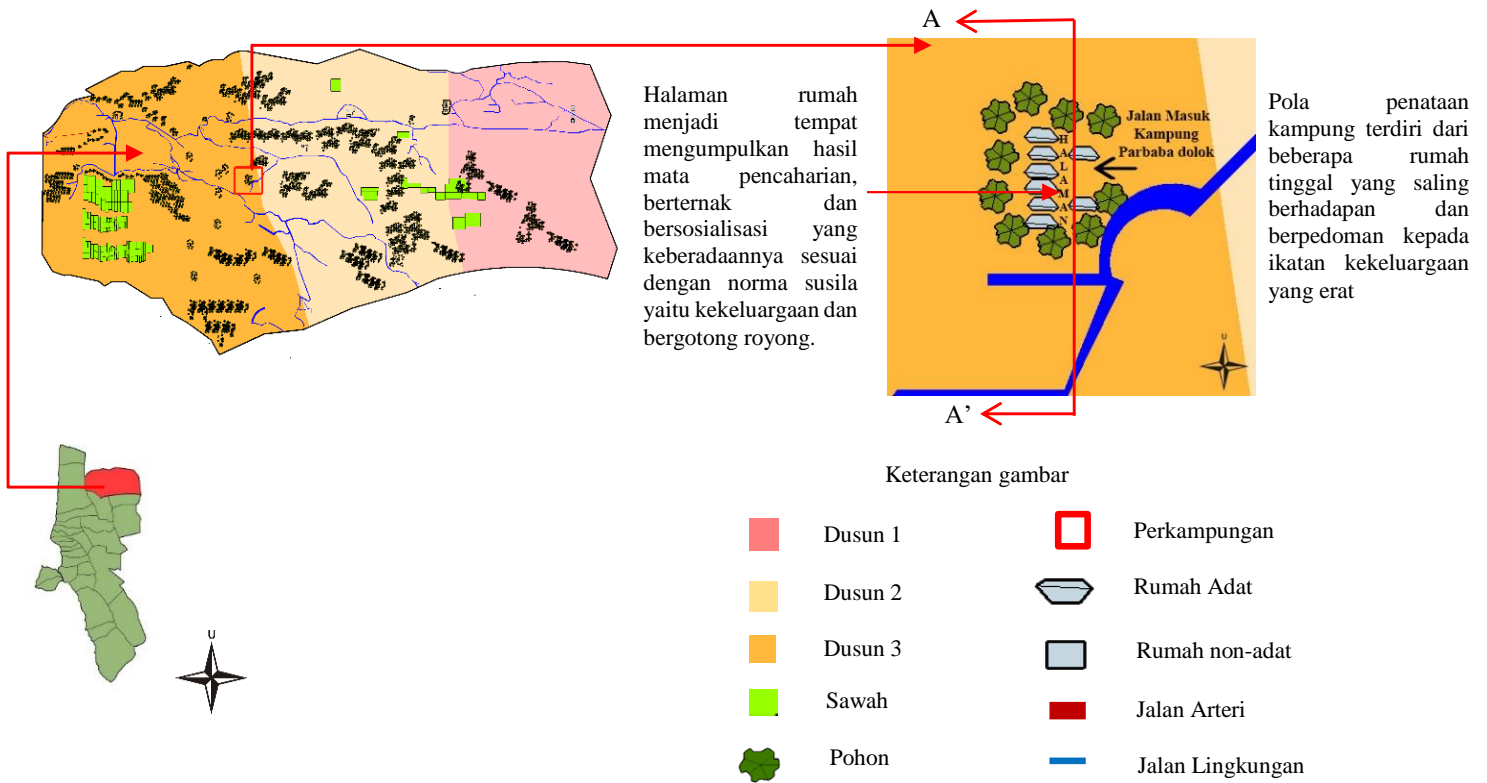 A
Halaman rumah
menjadi tempat
mengumpulkan hasil
mata pencaharian,
berternak dan
bersosialisasi yang
keberadaannya sesuai
dengan norma susila
yaitu kekeluargaan dan
bergotong royong.
Jalan Masuk
Kampung
Parbaba dolok
HALAMAN
U
A’
Pola penataan
kampung terdiri dari
beberapa rumah
tinggal yang saling
berhadapan dan
berpedoman kepada
ikatan kekeluargaan
yang erat
U
Keterangan gambar
Dusun 1
Dusun 2
Dusun 3
Sawah
Pohon
Perkampungan
Rumah Adat
Rumah non-adat
Jalan Arteri
Jalan Lingkungan